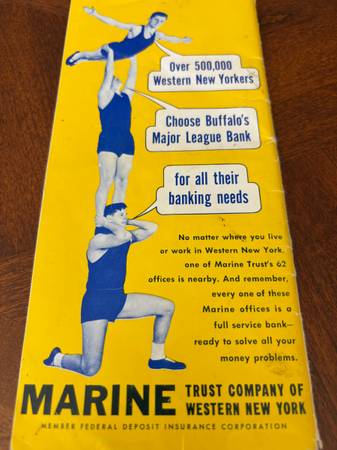 Over 500,000
Western New Yorkers
Choose Buffalo's
Major League Bank
for all their
banking needs
No matter where you live
or work in Western New York,
one of Marine Trust's 62
offices is nearby. And remember,
every one of these
Marine offices is a
full service bank—
ready to solve all your
money problems.
MARINE TRUST COMPANY OF
WESTERN NEW YORK
MEMBER FEDERAL DEPOSIT INSURANCE CORPORATION